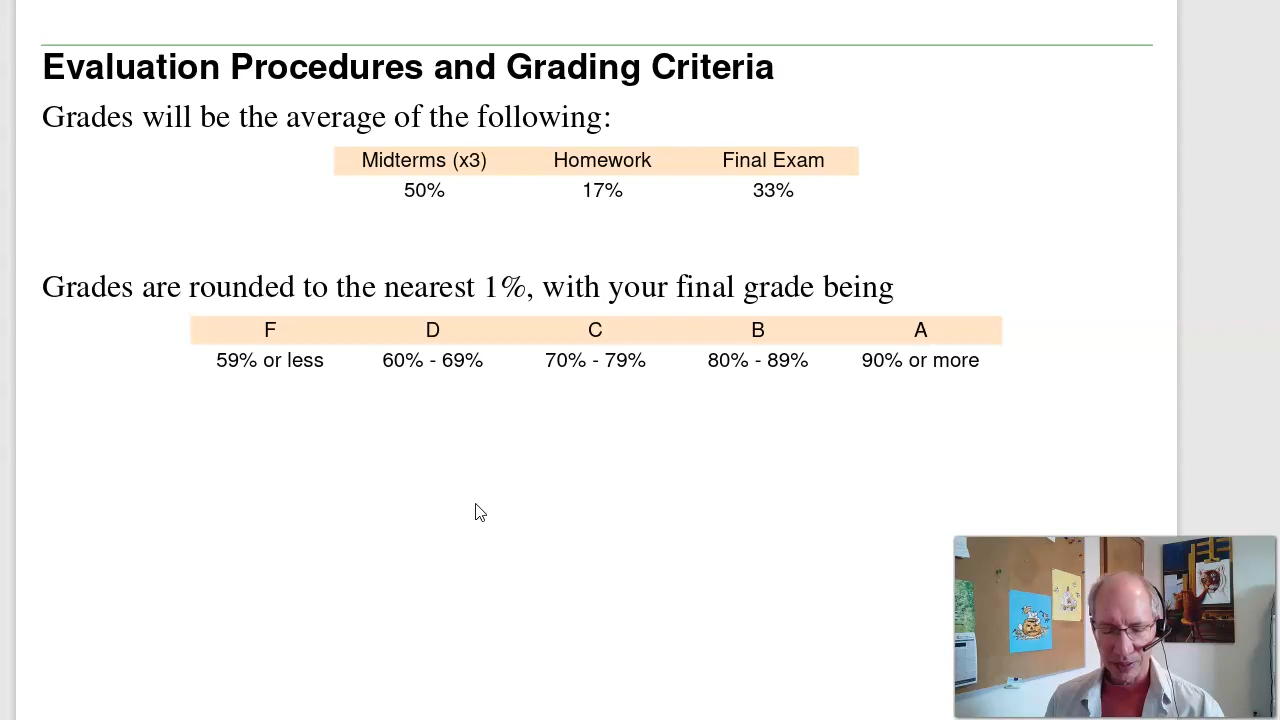 Evaluation Procedures and Grading Criteria
Grades will be the average of the following:
Midterms (x3) Homework Final Exam
50% 17% 33%
Grades are rounded to the nearest 1%, with your final grade being
F D C B A
59% or less 60% - 69% 70% - 79% 80% - 89% 90% or more